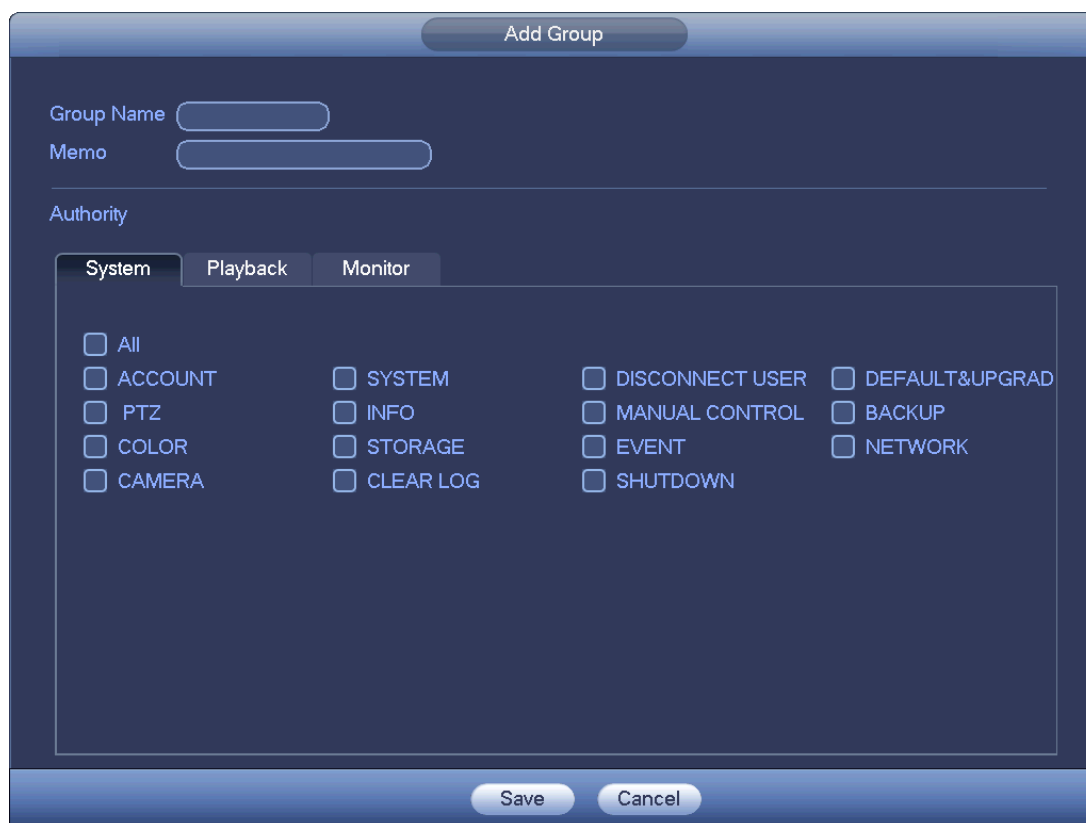 Add Group
Group Name
Memo
Authority
System Playback Monitor
All
ACCOUNT SYSTEM DISCONNECT USER DEFAULT&UPGRAD
PTZ INFO MANUAL CONTROL BACKUP
COLOR STORAGE EVENT NETWORK
CAMERA CLEAR LOG SHUTDOWN
Save Cancel